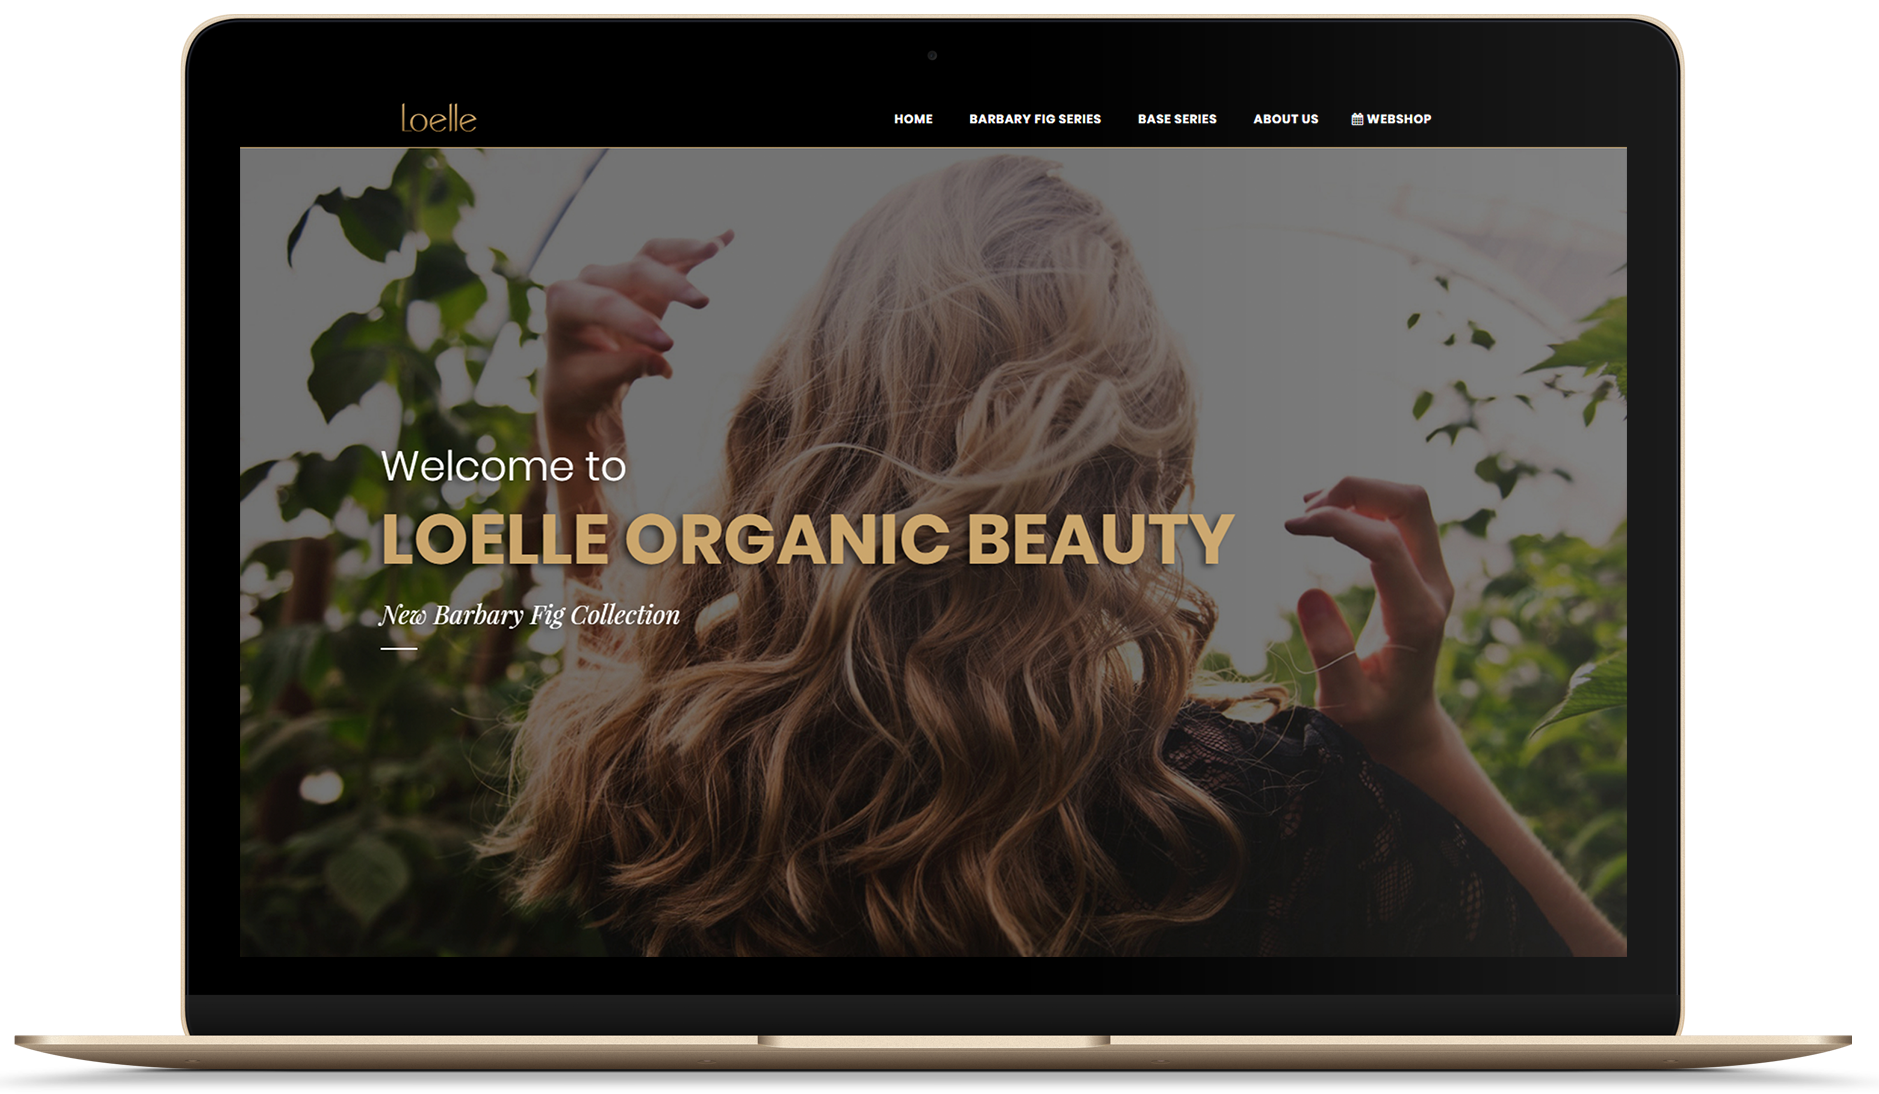 Loelle
HOME BARBARY FIG SERIES BASE SERIES ABOUT US WEBSHOP
Welcome to
LOELLE ORGANIC BEAUTY
New Barbary Fig Collection